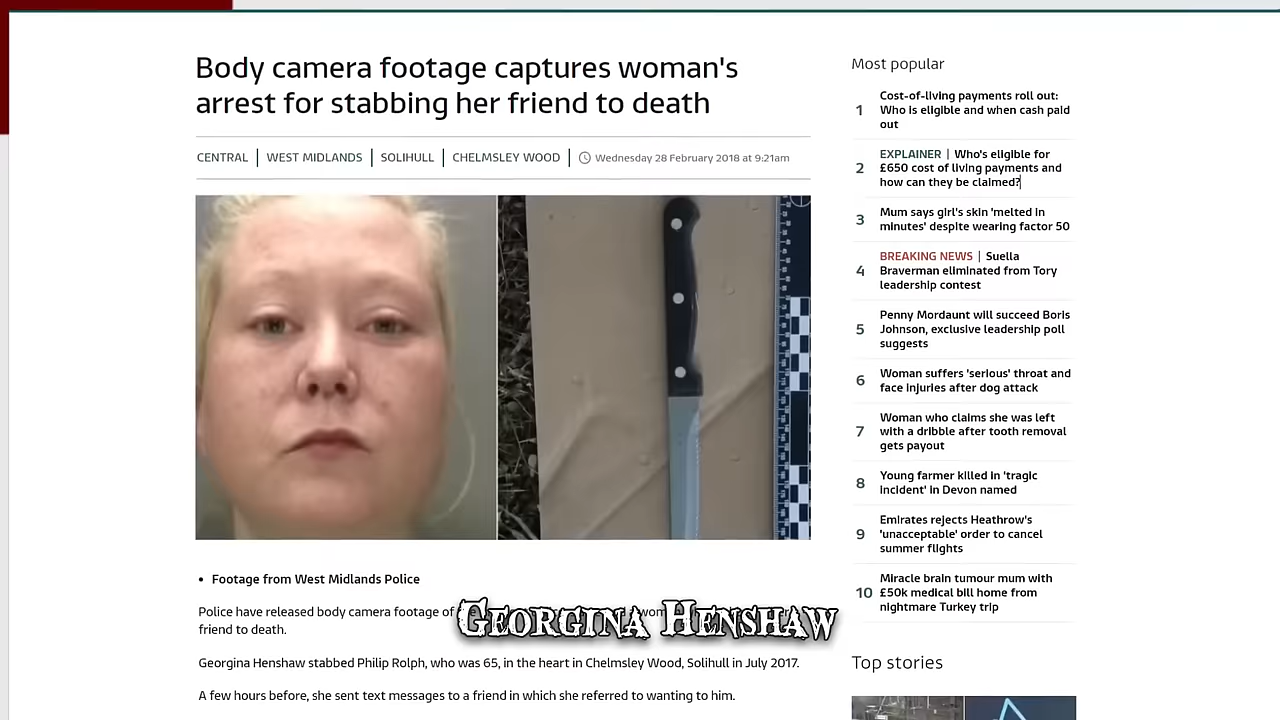 Body camera footage captures woman's
arrest for stabbing her friend to death
CENTRAL | WEST MIDLANDS | SOLIHULL | CHELMSLEY WOOD | Wednesday 28 February 2018 at 9:21am
• Footage from West Midlands Police
Police have released body camera footage of
friend to death.
Georgina Henshaw stabbed Philip Rolph, who was 65, in the heart in Chelmsley Wood, Solihull in July 2017.
A few hours before, she sent text messages to a friend in which she referred to wanting to him.
Georgina Henshaw
Most popular
1 Cost-of-living payments roll out:
Who is eligible and when cash paid
out
2 EXPLAINER | Who's eligible for
£650 cost of living payments and
how can they be claimed?
3 Mum says girl's skin 'melted in
minutes' despite wearing factor 50
4 BREAKING NEWS | Suella
Braverman eliminated from Tory
leadership contest
5 Penny Mordaunt will succeed Boris
Johnson, exclusive leadership poll
suggests
6 Woman suffers 'serious' throat and
face injuries after dog attack
7 Woman who claims she was left
with a dribble after tooth removal
gets payout
8 Young farmer killed in 'tragic
incident' in Devon named
9 Emirates rejects Heathrow's
'unacceptable' order to cancel
summer flights
10 Miracle brain tumour mum with
£50k medical bill home from
nightmare Turkey trip
Top stories